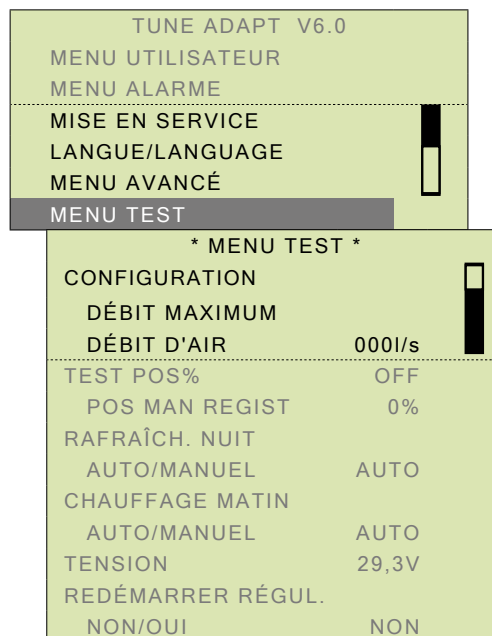 TUNE ADAPT V6.0
MENU UTILISATEUR
MENU ALARME
MISE EN SERVICE
LANGUE/LANGUAGE
MENU AVANCÉ
MENU TEST
* MENU TEST *
CONFIGURATION
DÉBIT MAXIMUM
DÉBIT D'AIR 000l/s
TEST POS% OFF
POS MAN REGIST 0%
RAFRAÎCH. NUIT
AUTO/MANUEL AUTO
CHAUFFAGE MATIN
AUTO/MANUEL AUTO
TENSION 29,3V
REDÉMARRER RÉGUL.
NON/OUI NON